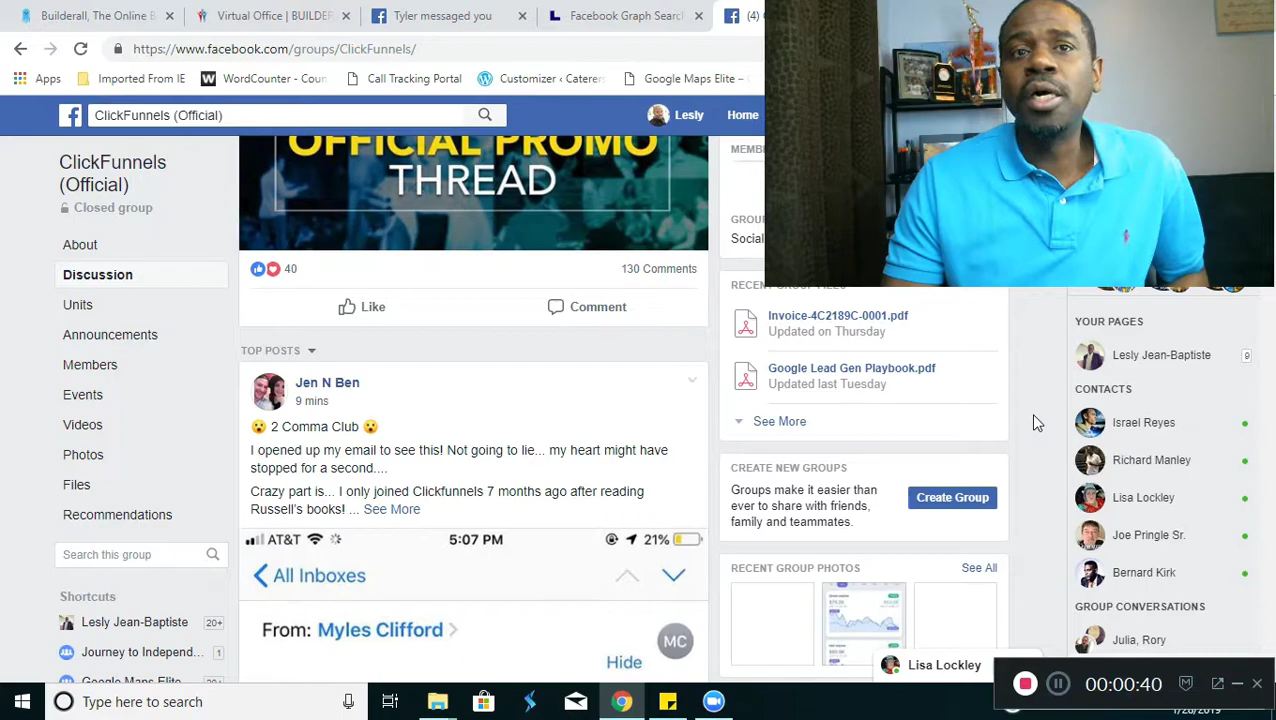 Builderall, The Online B
Virtual Office | BUILDER
Tyler messaged you
Facebook Graph Searc
(4)
https://www.facebook.com/groups/ClickFunnels/
Apps
Imported From IE
WordCounter - Coun
Call Tracking Portal
Customizer ‹ Caterers
Google Maps Elite –
ClickFunnels (Official)
Lesly
Home
ClickFunnels
(Official)
Closed group
About
Discussion
Units
Announcements
Members
Events
Videos
Photos
Files
Recommendations
Search this group
Shortcuts
Lesly Jean-Baptiste
20+
Journey to Independ...
1
OFFICIAL PROMO
THREAD
40
130 Comments
Like
Comment
TOP POSTS
Jen N Ben
9 mins
😮 2 Comma Club 😮
I opened up my email to see this! Not going to lie... my heart might have
stopped for a second....
Crazy part is... I only joined Clickfunnels 7 months ago after reading
Russell's books! ... See More
AT&T
5:07 PM
21%
All Inboxes
From: Myles Clifford
MC
Hide
MEMB
GROU
Social
Invoice-4C2189C-0001.pdf
Updated on Thursday
Google Lead Gen Playbook.pdf
Updated last Tuesday
See More
CREATE NEW GROUPS
Groups make it easier than
ever to share with friends,
family and teammates.
Create Group
RECENT GROUP PHOTOS
See All
YOUR PAGES
Lesly Jean-Baptiste
9
CONTACTS
Israel Reyes
Richard Manley
Lisa Lockley
Joe Pringle Sr.
Bernard Kirk
GROUP CONVERSATIONS
Julia, Rory
Lisa Lockley
00:00:40
Type here to search
1/28/2019